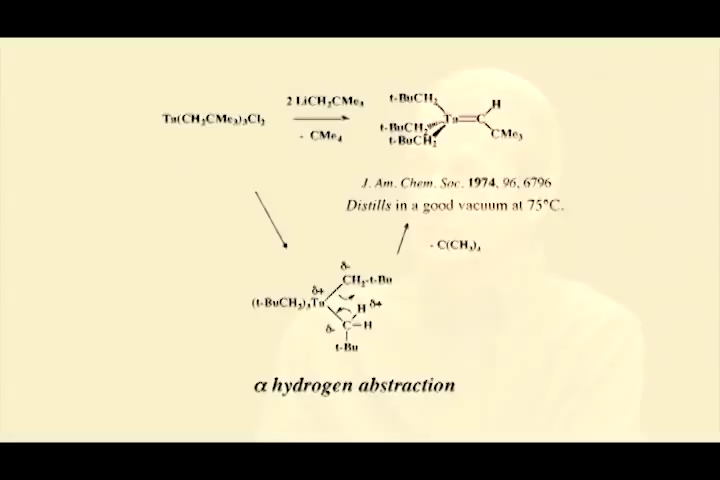 2 LiCH₂CMe₃
Ta(CH₂CMe₃)₃Cl₂
- CMe₄
t-BuCH₂
t-BuCH₂
t-BuCH₂
Ta=C
H
CMe₃
J. Am. Chem. Soc. 1974, 96, 6796
Distills in a good vacuum at 75°C.
- C(CH₃)₄
δ-
CH₂-t-Bu
δ+
(t-BuCH₂)₃Ta
H δ+
δ- C-H
t-Bu
α hydrogen abstraction